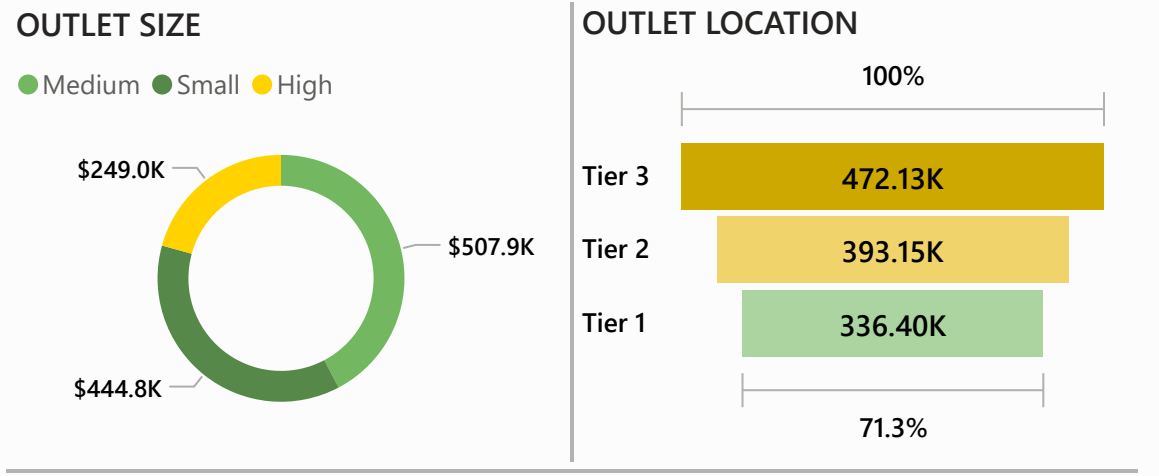 OUTLET SIZE
Medium Small High
$249.0K
$507.9K
$444.8K
OUTLET LOCATION
100%
Tier 3 472.13K
Tier 2 393.15K
Tier 1 336.40K
71.3%